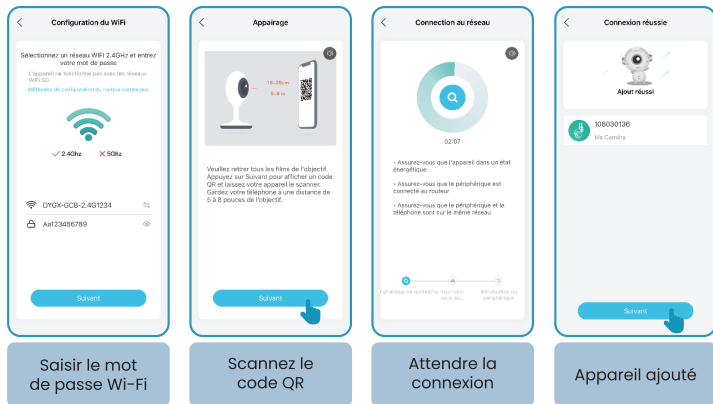 Configuration du WiFi
Sélectionnez un réseau WIFI 2.4GHz et entrez
votre mot de passe
L'appareil ne fonctionne pas avec les réseaux
WiFi 5G
Méthodes de configuration du routeur connexions
2.4Ghz
5Ghz
DYGX-GCB-2.4G1234
Aa123456789
Suivant
Saisir le mot
de passe Wi-Fi
Appairage
15-20cm
5-8 in
Veuillez retirer tous les films de l'objectif.
Appuyez sur Suivant pour afficher un code
QR et laissez votre appareil le scanner.
Gardez votre téléphone à une distance de
5 à 8 pouces de l'objectif.
Suivant
Scannez le
code QR
Connection au réseau
02:07
• Assurez-vous que l'appareil dans un état
énergétique
• Assurez-vous que le périphérique est
connecté au routeur
• Assurez-vous que le périphérique et le
téléphone sont sur le même réseau
Initialisation du
périphérique
Attendre la
connexion
Connexion réussie
Ajout réussi
106030136
Ma Caméra
Suivant
Appareil ajouté